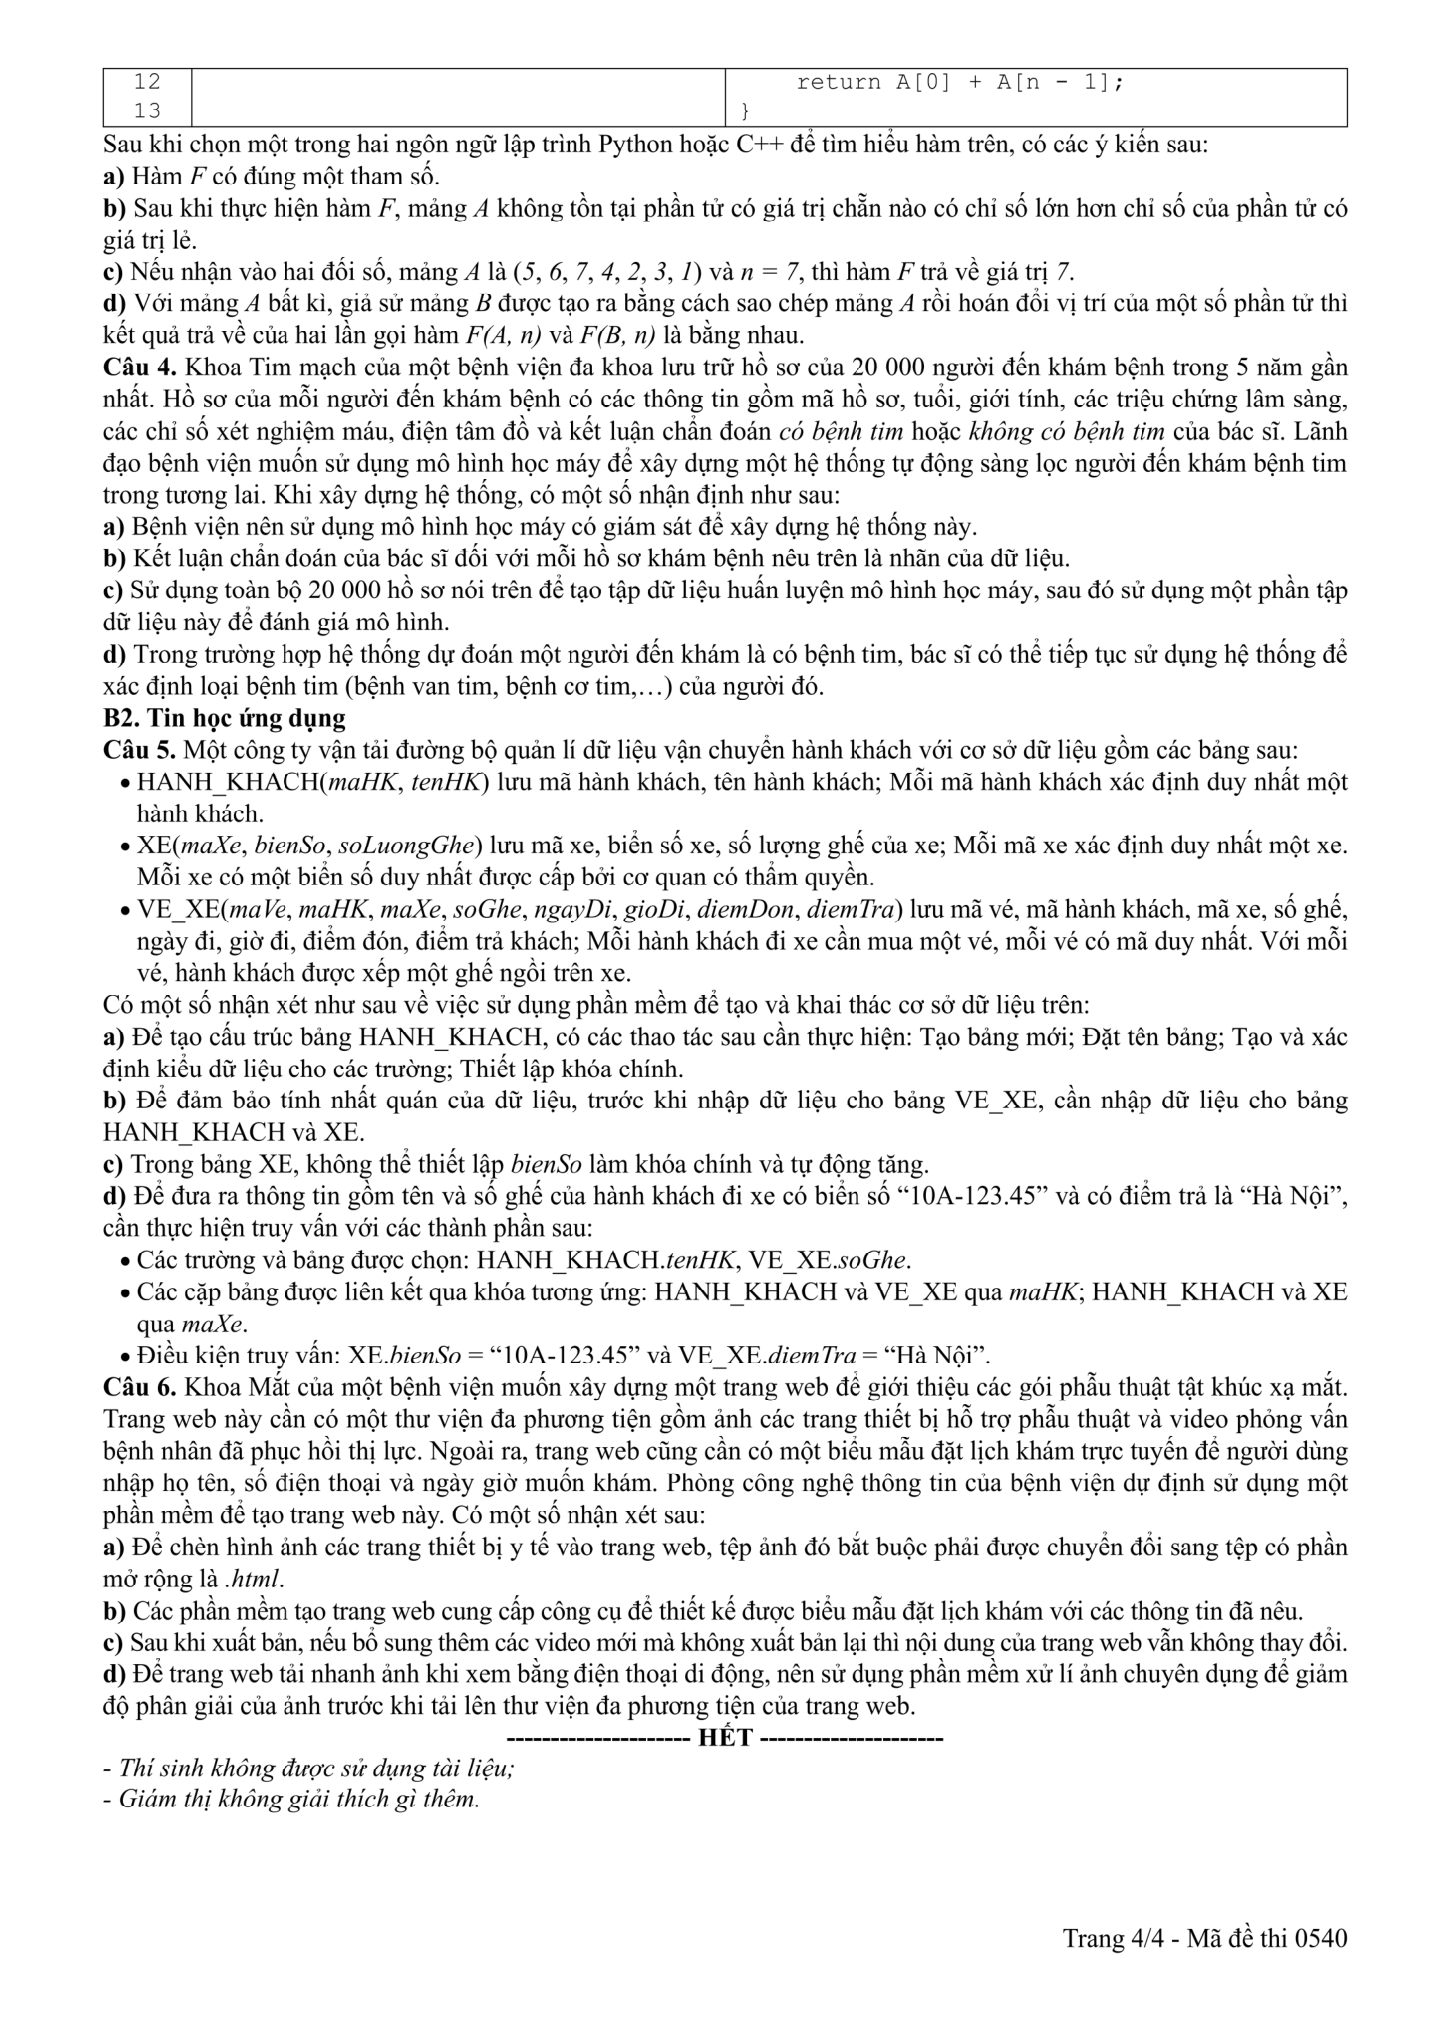 12 return A[0] + A[n - 1];
13 }
Sau khi chọn một trong hai ngôn ngữ lập trình Python hoặc C++ để tìm hiểu hàm trên, có các ý kiến sau:
a) Hàm F có đúng một tham số.
b) Sau khi thực hiện hàm F, mảng A không tồn tại phần tử có giá trị chẵn nào có chỉ số lớn hơn chỉ số của phần tử có
giá trị lẻ.
c) Nếu nhận vào hai đối số, mảng A là (5, 6, 7, 4, 2, 3, 1) và n = 7, thì hàm F trả về giá trị 7.
d) Với mảng A bất kì, giả sử mảng B được tạo ra bằng cách sao chép mảng A rồi hoán đổi vị trí của một số phần tử thì
kết quả trả về của hai lần gọi hàm F(A, n) và F(B, n) là bằng nhau.
Câu 4. Khoa Tim mạch của một bệnh viện đa khoa lưu trữ hồ sơ của 20 000 người đến khám bệnh trong 5 năm gần
nhất. Hồ sơ của mỗi người đến khám bệnh có các thông tin gồm mã hồ sơ, tuổi, giới tính, các triệu chứng lâm sàng,
các chỉ số xét nghiệm máu, điện tâm đồ và kết luận chẩn đoán có bệnh tim hoặc không có bệnh tim của bác sĩ. Lãnh
đạo bệnh viện muốn sử dụng mô hình học máy để xây dựng một hệ thống tự động sàng lọc người đến khám bệnh tim
trong tương lai. Khi xây dựng hệ thống, có một số nhận định như sau:
a) Bệnh viện nên sử dụng mô hình học máy có giám sát để xây dựng hệ thống này.
b) Kết luận chẩn đoán của bác sĩ đối với mỗi hồ sơ khám bệnh nêu trên là nhãn của dữ liệu.
c) Sử dụng toàn bộ 20 000 hồ sơ nói trên để tạo tập dữ liệu huấn luyện mô hình học máy, sau đó sử dụng một phần tập
dữ liệu này để đánh giá mô hình.
d) Trong trường hợp hệ thống dự đoán một người đến khám là có bệnh tim, bác sĩ có thể tiếp tục sử dụng hệ thống để
xác định loại bệnh tim (bệnh van tim, bệnh cơ tim,…) của người đó.
B2. Tin học ứng dụng
Câu 5. Một công ty vận tải đường bộ quản lí dữ liệu vận chuyển hành khách với cơ sở dữ liệu gồm các bảng sau:
• HANH_KHACH(maHK, tenHK) lưu mã hành khách, tên hành khách; Mỗi mã hành khách xác định duy nhất một
hành khách.
• XE(maXe, bienSo, soLuongGhe) lưu mã xe, biển số xe, số lượng ghế của xe; Mỗi mã xe xác định duy nhất một xe.
Mỗi xe có một biển số duy nhất được cấp bởi cơ quan có thẩm quyền.
• VE_XE(maVe, maHK, maXe, soGhe, ngayDi, gioDi, diemDon, diemTra) lưu mã vé, mã hành khách, mã xe, số ghế,
ngày đi, giờ đi, điểm đón, điểm trả khách; Mỗi hành khách đi xe cần mua một vé, mỗi vé có mã duy nhất. Với mỗi
vé, hành khách được xếp một ghế ngồi trên xe.
Có một số nhận xét như sau về việc sử dụng phần mềm để tạo và khai thác cơ sở dữ liệu trên:
a) Để tạo cấu trúc bảng HANH_KHACH, có các thao tác sau cần thực hiện: Tạo bảng mới; Đặt tên bảng; Tạo và xác
định kiểu dữ liệu cho các trường; Thiết lập khóa chính.
b) Để đảm bảo tính nhất quán của dữ liệu, trước khi nhập dữ liệu cho bảng VE_XE, cần nhập dữ liệu cho bảng
HANH_KHACH và XE.
c) Trong bảng XE, không thể thiết lập bienSo làm khóa chính và tự động tăng.
d) Để đưa ra thông tin gồm tên và số ghế của hành khách đi xe có biển số “10A-123.45” và có điểm trả là “Hà Nội”,
cần thực hiện truy vấn với các thành phần sau:
• Các trường và bảng được chọn: HANH_KHACH.tenHK, VE_XE.soGhe.
• Các cặp bảng được liên kết qua khóa tương ứng: HANH_KHACH và VE_XE qua maHK; HANH_KHACH và XE
qua maXe.
• Điều kiện truy vấn: XE.bienSo = “10A-123.45” và VE_XE.diemTra = “Hà Nội”.
Câu 6. Khoa Mắt của một bệnh viện muốn xây dựng một trang web để giới thiệu các gói phẫu thuật tật khúc xạ mắt.
Trang web này cần có một thư viện đa phương tiện gồm ảnh các trang thiết bị hỗ trợ phẫu thuật và video phỏng vấn
bệnh nhân đã phục hồi thị lực. Ngoài ra, trang web cũng cần có một biểu mẫu đặt lịch khám trực tuyến để người dùng
nhập họ tên, số điện thoại và ngày giờ muốn khám. Phòng công nghệ thông tin của bệnh viện dự định sử dụng một
phần mềm để tạo trang web này. Có một số nhận xét sau:
a) Để chèn hình ảnh các trang thiết bị y tế vào trang web, tệp ảnh đó bắt buộc phải được chuyển đổi sang tệp có phần
mở rộng là .html.
b) Các phần mềm tạo trang web cung cấp công cụ để thiết kế được biểu mẫu đặt lịch khám với các thông tin đã nêu.
c) Sau khi xuất bản, nếu bổ sung thêm các video mới mà không xuất bản lại thì nội dung của trang web vẫn không thay đổi.
d) Để trang web tải nhanh ảnh khi xem bằng điện thoại di động, nên sử dụng phần mềm xử lí ảnh chuyên dụng để giảm
độ phân giải của ảnh trước khi tải lên thư viện đa phương tiện của trang web.
--------------------- HẾT ---------------------
- Thí sinh không được sử dụng tài liệu;
- Giám thị không giải thích gì thêm.
Trang 4/4 - Mã đề thi 0540